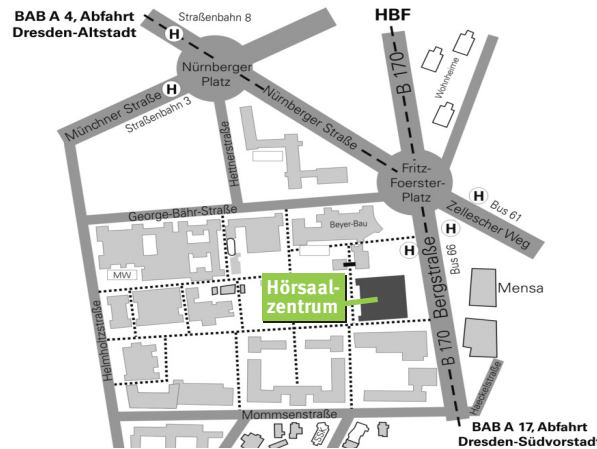 BAB A 4, Abfahrt
Dresden-Altstadt
Straßenbahn 8
H
HBF
B 170
Wohnheime
Nürnberger
Platz
H
Münchner Straße
Straßenbahn 3
Nürnberger Straße
Hettnerstraße
Fritz-
Foerster-
Platz
H
Bus 61
Zellescher Weg
George-Bähr-Straße
Beyer-Bau
H
H
Bus 66
Bergstraße
MW
Hörsaal-
zentrum
Mensa
Helmholtzstraße
B 170
Haeckelstraße
Mommsenstraße
SSK
BAB A 17, Abfahrt
Dresden-Südvorstadt